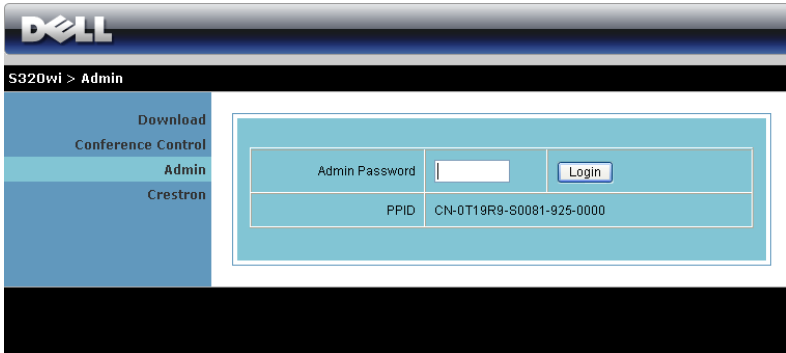 DELL
S320wi > Admin
Download
Conference Control
Admin
Crestron
Admin Password Login
PPID CN-0T19R9-S0081-925-0000